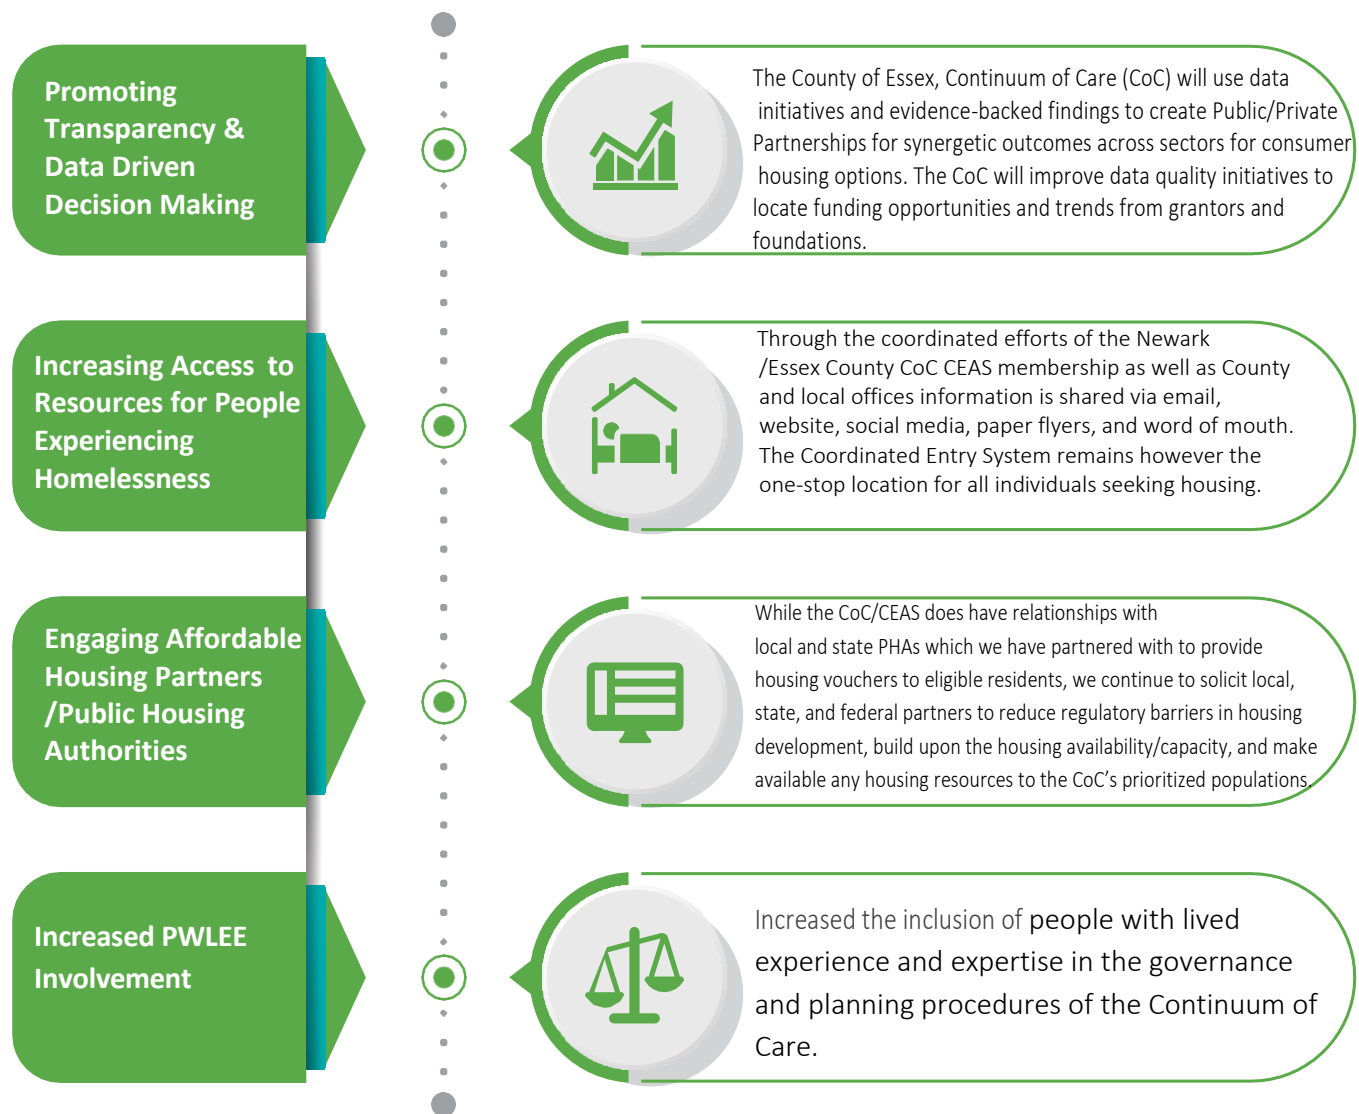 Promoting
Transparency &
Data Driven
Decision Making
The County of Essex, Continuum of Care (CoC) will use data
initiatives and evidence-backed findings to create Public/Private
Partnerships for synergetic outcomes across sectors for consumer
housing options. The CoC will improve data quality initiatives to
locate funding opportunities and trends from grantors and
foundations.
Increasing Access to
Resources for People
Experiencing
Homelessness
Through the coordinated efforts of the Newark
/Essex County CoC CEAS membership as well as County
and local offices information is shared via email,
website, social media, paper flyers, and word of mouth.
The Coordinated Entry System remains however the
one-stop location for all individuals seeking housing.
Engaging Affordable
Housing Partners
/Public Housing
Authorities
While the CoC/CEAS does have relationships with
local and state PHAs which we have partnered with to provide
housing vouchers to eligible residents, we continue to solicit local,
state, and federal partners to reduce regulatory barriers in housing
development, build upon the housing availability/capacity, and make
available any housing resources to the CoC’s prioritized populations.
Increased PWLEE
Involvement
Increased the inclusion of people with lived
experience and expertise in the governance
and planning procedures of the Continuum of
Care.